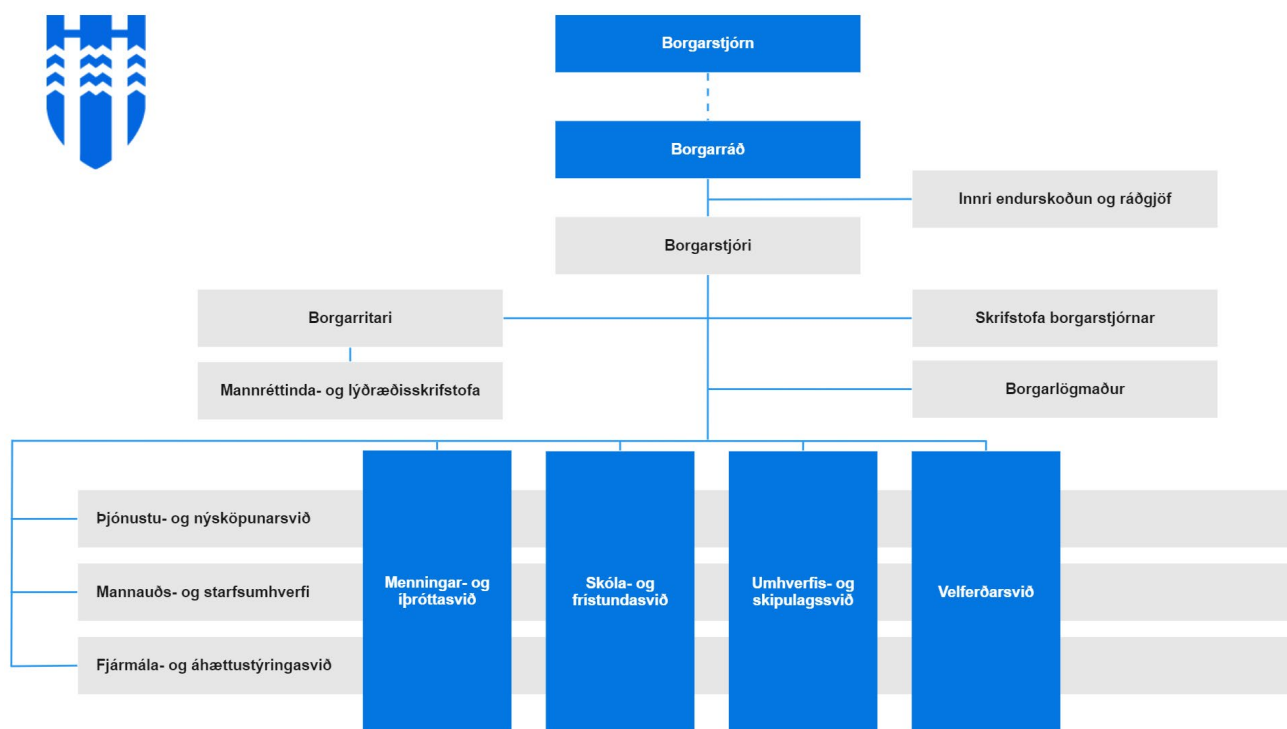 Borgarstjórn
Borgarráð
Innri endurskoðun og ráðgjöf
Borgarstjóri
Borgarritari
Skrifstofa borgarstjórnar
Mannréttinda- og lýðræðisskrifstofa
Borgarlögmaður
Þjónustu- og nýsköpunarsvið
Mannauðs- og starfsumhverfi
Fjármála- og áhættustýringasvið
Menningar- og
íþróttasvið
Skóla- og
frístundasvið
Umhverfis- og
skipulagssvið
Velferðarsvið